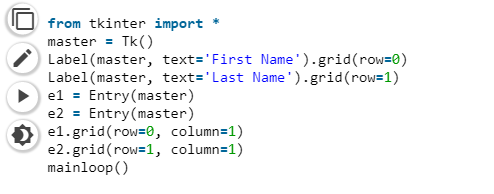 from tkinter import *
master = Tk()
Label(master, text='First Name').grid(row=0)
Label(master, text='Last Name').grid(row=1)
e1 = Entry(master)
e2 = Entry(master)
e1.grid(row=0, column=1)
e2.grid(row=1, column=1)
mainloop()